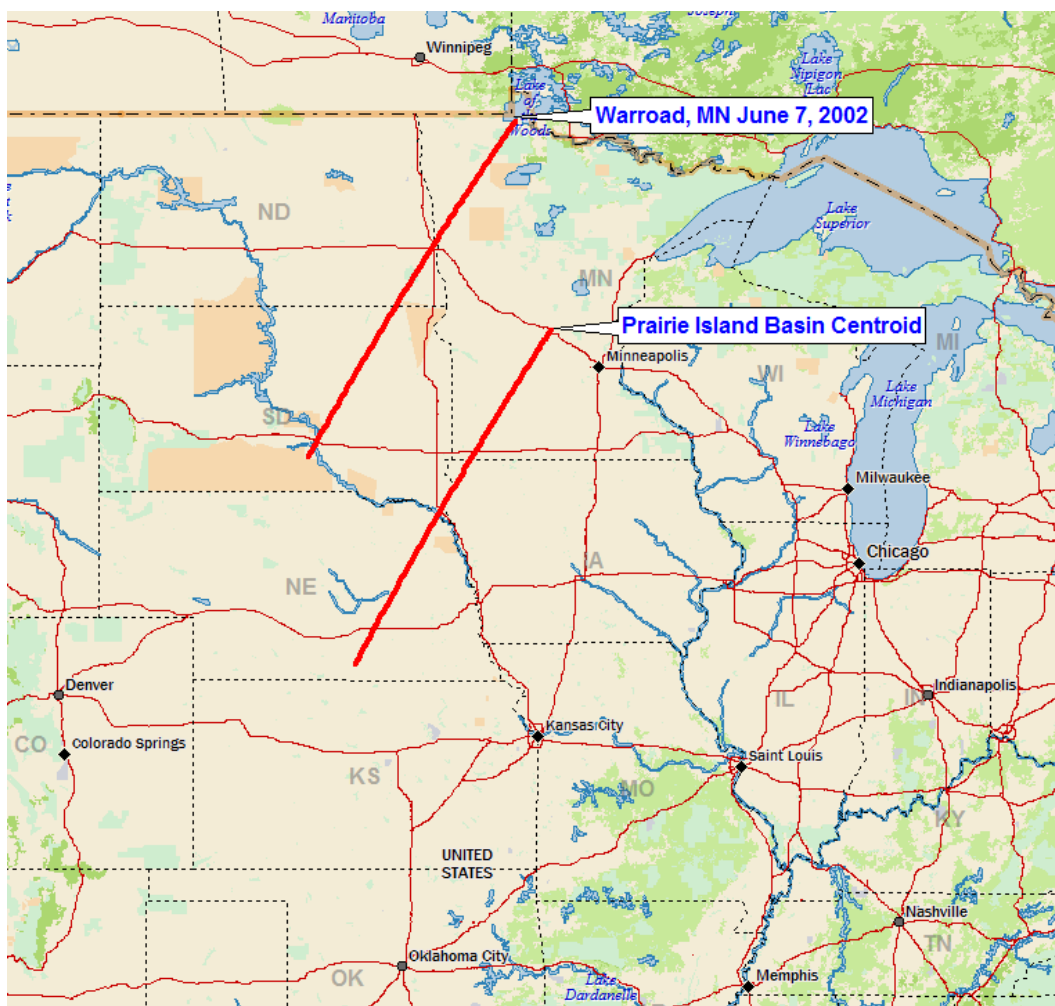 Manitoba
Joseph
Winnipeg
Lake
Nipigon
/Lac
Lake
of
Woods
Warroad, MN June 7, 2002
ND
Lake
Superior
MN
Prairie Island Basin Centroid
MI
Minneapolis
WI
Lake
Michigan
SD
Lake
Winnebago
Milwaukee
Chicago
IA
NE
Denver
Indianapolis
IL
IN
CO
Colorado Springs
Kansas City
Saint Louis
KS
MO
KY
UNITED
STATES
Nashville
TN
Oklahoma City
OK
Lake
Dardanelle
Memphis